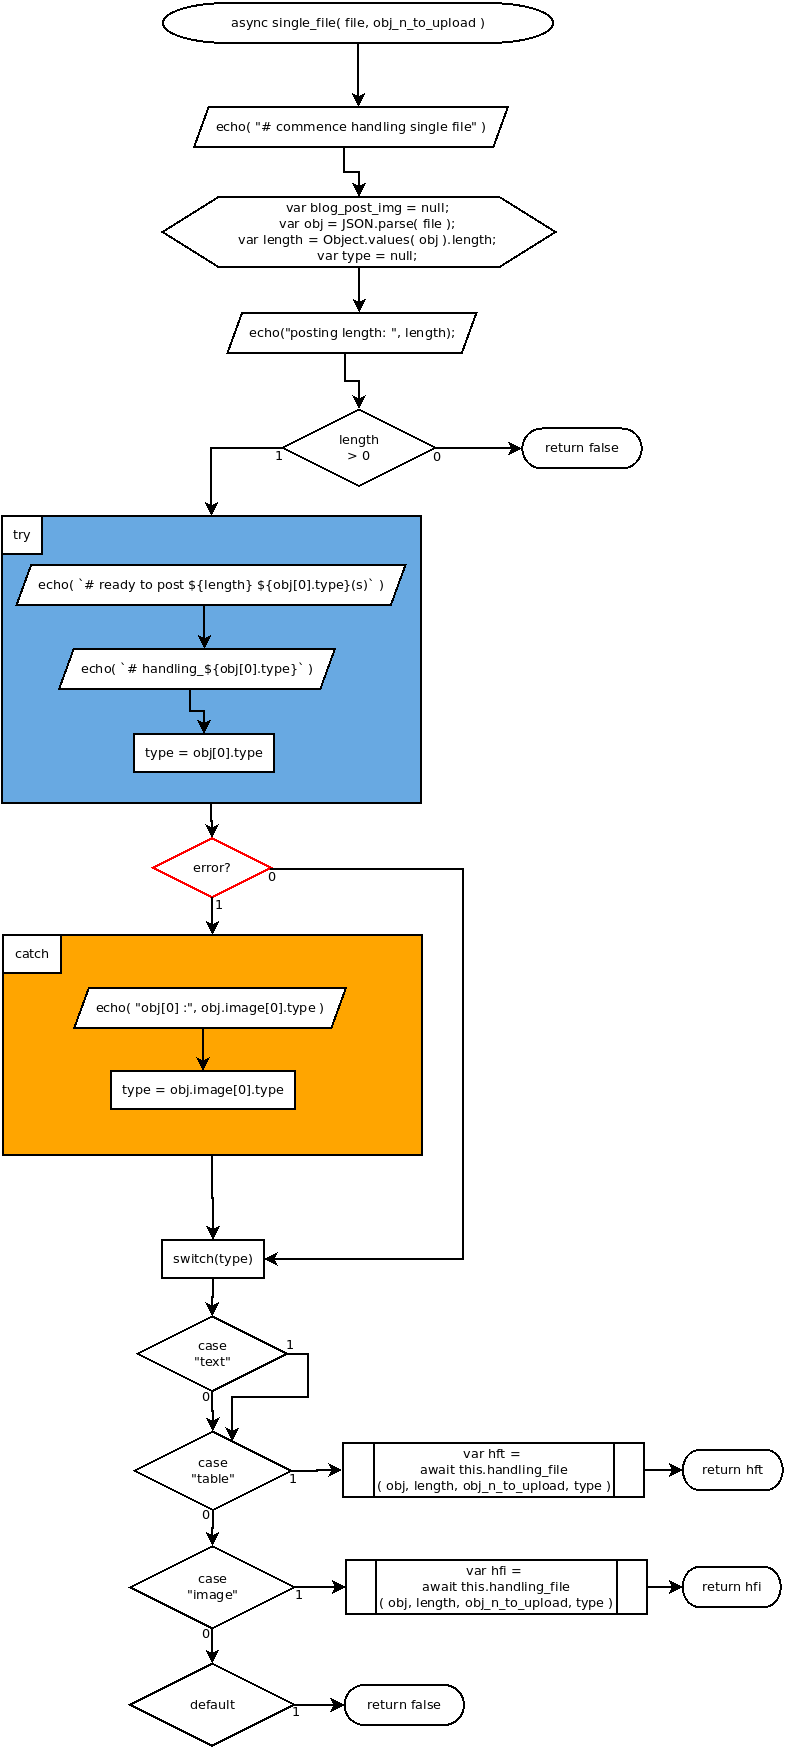 async single_file( file, obj_n_to_upload )
echo( "# commence handling single file" )
var blog_post_img = null;
var obj = JSON.parse( file );
var length = Object.values( obj ).length;
var type = null;
echo("posting length: ", length);
length
> 0
1
0
return false
try
echo( `# ready to post ${length} ${obj[0].type}(s)` )
echo( `# handling_${obj[0].type}` )
type = obj[0].type
error?
0
1
catch
echo( "obj[0] :", obj.image[0].type )
type = obj.image[0].type
switch(type)
case
"text"
1
0
case
"table"
1
0
var hft =
await this.handling_file
( obj, length, obj_n_to_upload, type )
return hft
case
"image"
1
0
var hfi =
await this.handling_file
( obj, length, obj_n_to_upload, type )
return hfi
default
1
return false